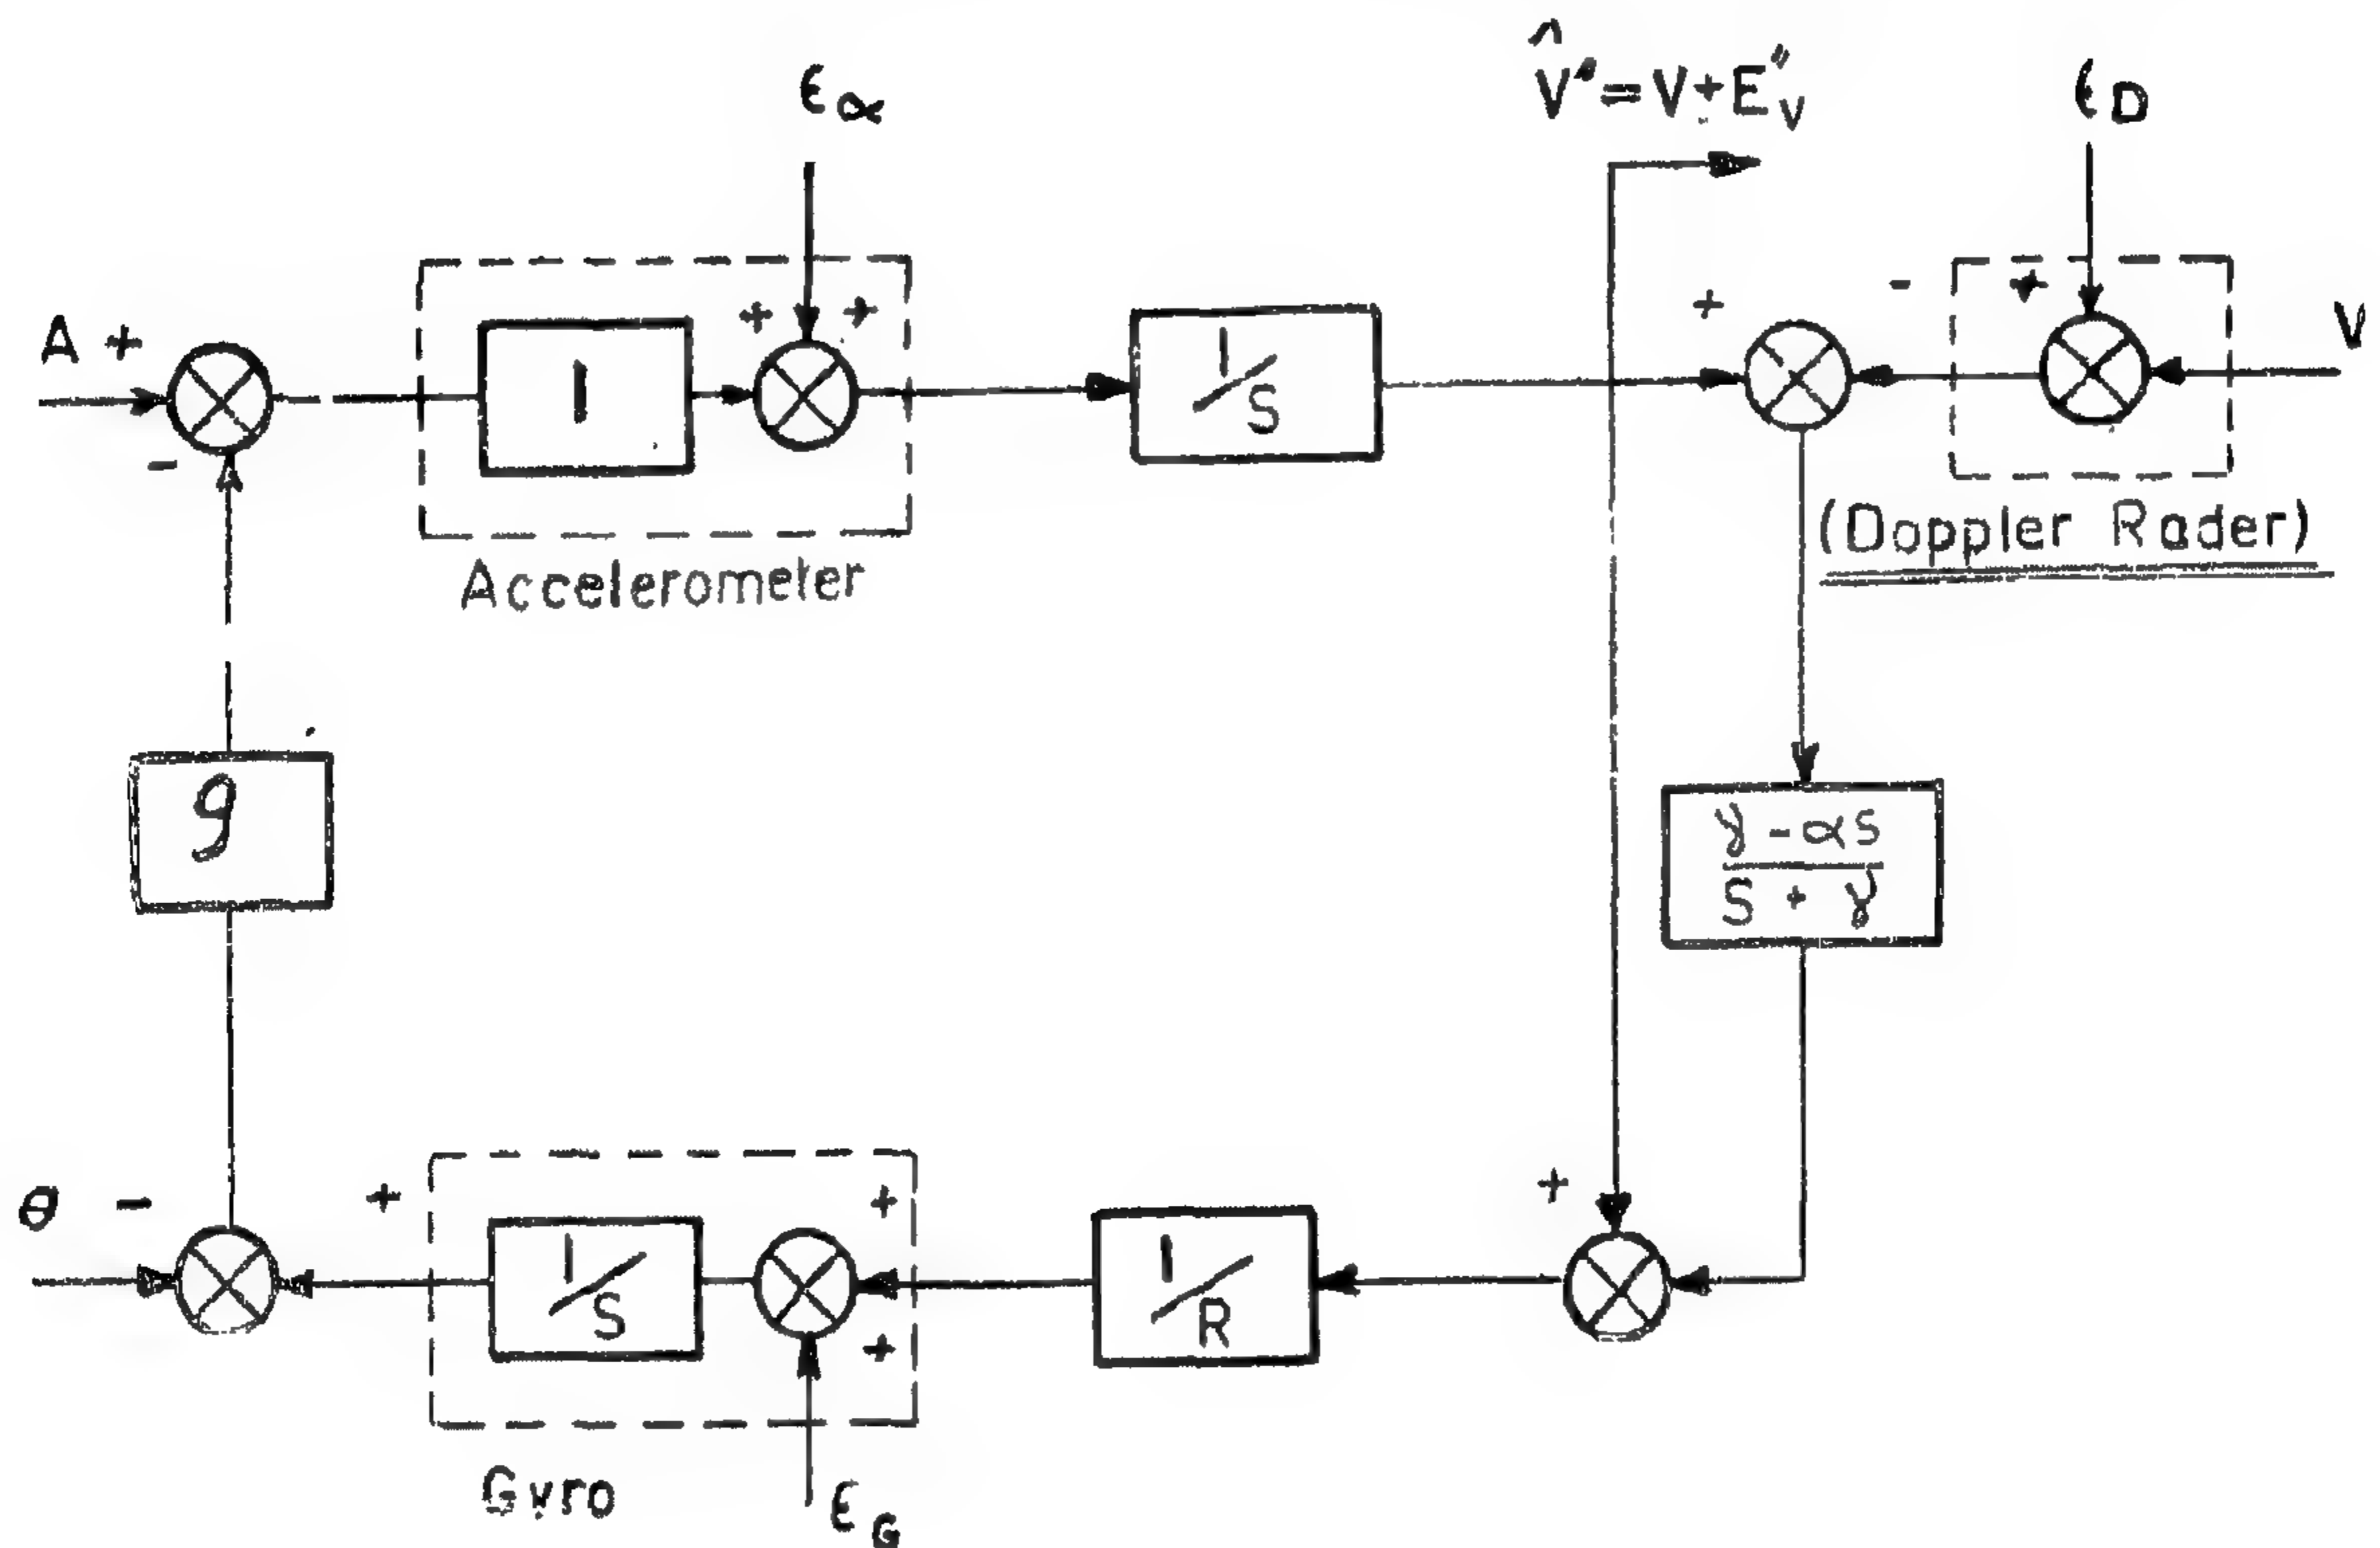 ϵα
V̂" = V + E"V
ϵD
A +
-
+ +
1
1/S
+
-
+
V
(Doppler Rader)
Accelerometer
g
γ - αs
S + γ
θ -
+
1/S
+
+
1/R
+
Gyro
ϵG